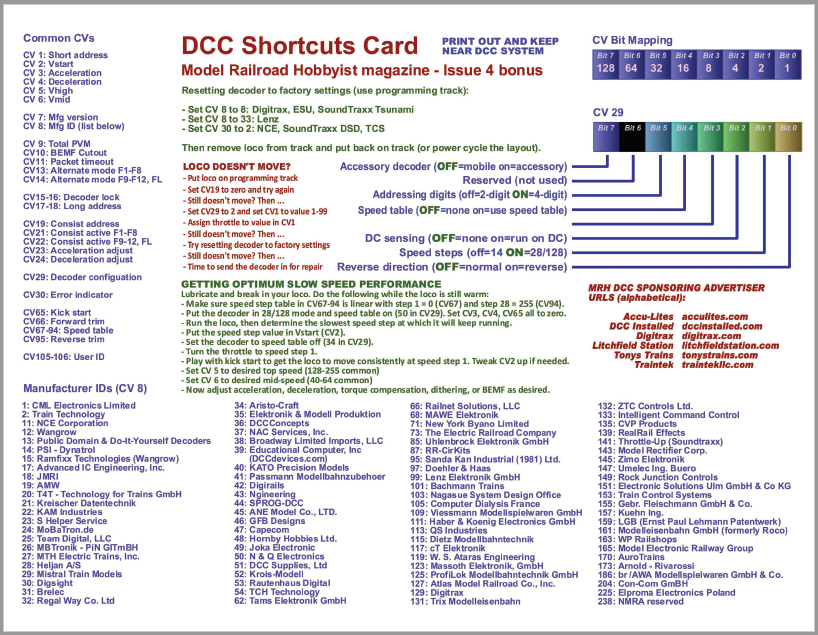 DCC Shortcuts Card
PRINT OUT AND KEEP
NEAR DCC SYSTEM
Model Railroad Hobbyist magazine - Issue 4 bonus
Common CVs
CV 1: Short address
CV 2: Vstart
CV 3: Acceleration
CV 4: Deceleration
CV 5: Vhigh
CV 6: Vmid
CV 7: Mfg version
CV 8: Mfg ID (list below)
CV 9: Total PVM
CV10: BEMF Cutout
CV11: Packet timeout
CV13: Alternate mode F1-F8
CV14: Alternate mode F9-F12, FL
CV15-16: Decoder lock
CV17-18: Long address
CV19: Consist address
CV21: Consist active F1-F8
CV22: Consist active F9-12, FL
CV23: Acceleration adjust
CV24: Deceleration adjust
CV29: Decoder configuation
CV30: Error indicator
CV65: Kick start
CV66: Forward trim
CV67-94: Speed table
CV95: Reverse trim
CV105-106: User ID
Resetting decoder to factory settings (use programming track):
- Set CV 8 to 8: Digitrax, ESU, SoundTraxx Tsunami
- Set CV 8 to 33: Lenz
- Set CV 30 to 2: NCE, SoundTraxx DSD, TCS
Then remove loco from track and put back on track (or power cycle the layout).
LOCO DOESN'T MOVE?
- Put loco on programming track
- Set CV19 to zero and try again
- Still doesn't move? Then ...
- Set CV29 to 2 and set CV1 to value 1-99
- Assign throttle to value in CV1
- Still doesn't move? Then ...
- Try resetting decoder to factory settings
- Still doesn't move? Then ...
- Time to send the decoder in for repair
CV Bit Mapping
Bit 7 Bit 6 Bit 5 Bit 4 Bit 3 Bit 2 Bit 1 Bit 0
128 64 32 16 8 4 2 1
CV 29
Bit 7 Bit 6 Bit 5 Bit 4 Bit 3 Bit 2 Bit 1 Bit 0
Accessory decoder (OFF=mobile on=accessory)
Reserved (not used)
Addressing digits (off=2-digit ON=4-digit)
Speed table (OFF=none on=use speed table)
DC sensing (OFF=none on=run on DC)
Speed steps (off=14 ON=28/128)
Reverse direction (OFF=normal on=reverse)
GETTING OPTIMUM SLOW SPEED PERFORMANCE
Lubricate and break in your loco. Do the following while the loco is still warm:
- Make sure speed table in CV67-94 is linear with step 1 = 0 (CV67) and step 28 = 255 (CV94).
- Put the decoder in 28/128 mode and speed table on (50 in CV29). Set CV3, CV4, CV65 all to zero.
- Run the loco, then determine the slowest speed step at which it will keep running.
- Put the speed step value in Vstart (CV2).
- Set the decoder to speed table off (34 in CV29).
- Turn the throttle to speed step 1.
- Play with kick start to get the loco to move consistently at speed step 1. Tweak CV2 up if needed.
- Set CV 5 to desired top speed (128-255 common)
- Set CV 6 to desired mid-speed (40-64 common)
- Now adjust acceleration, deceleration, torque compensation, dithering, or BEMF as desired.
MRH DCC SPONSORING ADVERTISER
URLS (alphabetical):
Accu-Lites acculites.com
DCC Installed dccinstalled.com
Digitrax digitrax.com
Litchfield Station litchfieldstation.com
Tonys Trains tonystrains.com
Traintek traintekllc.com
Manufacturer IDs (CV 8)
1: CML Electronics Limited
2: Train Technology
11: NCE Corporation
12: Wangrow
13: Public Domain & Do-It-Yourself Decoders
14: PSI - Dynatrol
15: Ramfixx Technologies (Wangrow)
17: Advanced IC Engineering, Inc.
18: JMRI
19: AMW
20: T4T - Technology for Trains GmbH
21: Kreischer Datentechnik
22: KAM Industries
23: S Helper Service
24: MoBaTron.de
25: Team Digital, LLC
26: MBTronik - PiN GITmBH
27: MTH Electric Trains, Inc.
28: Heljan A/S
29: Mistral Train Models
30: Digsight
31: Brelec
32: Regal Way Co. Ltd
34: Aristo-Craft
35: Elektronik & Modell Produktion
36: DCCConcepts
37: NAC Services, Inc.
38: Broadway Limited Imports, LLC
39: Educational Computer, Inc
(DCCdevices.com)
40: KATO Precision Models
41: Passmann Modellbahnzubehoer
42: Digirails
43: Ngineering
44: SPROG-DCC
45: ANE Model Co., LTD.
46: GFB Designs
47: Capecom
48: Hornby Hobbies Ltd.
49: Joka Electronic
50: N & Q Electronics
51: DCC Supplies, Ltd
52: Krois-Modell
53: Rautenhaus Digital
54: TCH Technology
62: Tams Elektronik GmbH
66: Railnet Solutions, LLC
68: MAWE Elektronik
71: New York Byano Limited
73: The Electric Railroad Company
85: Uhlenbrock Elektronik GmbH
87: RR-CirKits
95: Sanda Kan Industrial (1981) Ltd.
97: Doehler & Haas
99: Lenz Elektronik GmbH
101: Bachmann Trains
103: Nagasue System Design Office
105: Computer Dialysis France
109: Viessmann Modellspielwaren GmbH
111: Haber & Koenig Electronics GmbH
113: QS Industries
115: Dietz Modellbahntechnik
117: cT Elektronik
119: W. S. Ataras Engineering
123: Massoth Elektronik, GmbH
125: ProfiLok Modellbahntechnik GmbH
127: Atlas Model Railroad Co., Inc.
129: Digitrax
131: Trix Modelleisenbahn
132: ZTC Controls Ltd.
133: Intelligent Command Control
135: CVP Products
139: RealRail Effects
141: Throttle-Up (Soundtraxx)
143: Model Rectifier Corp.
145: Zimo Elektronik
147: Umelec Ing. Buero
149: Rock Junction Controls
151: Electronic Solutions Ulm GmbH & Co KG
153: Train Control Systems
155: Gebr. Fleischmann GmbH & Co.
157: Kuehn Ing.
159: LGB (Ernst Paul Lehmann Patentwerk)
161: Modelleisenbahn GmbH (formerly Roco)
163: WP Railshops
165: Model Electronic Railway Group
170: AuroTrains
173: Arnold - Rivarossi
186: br/AWA Modellspielwaren GmbH & Co.
204: Con-Com GmBH
225: Elproma Electronics Poland
238: NMRA reserved